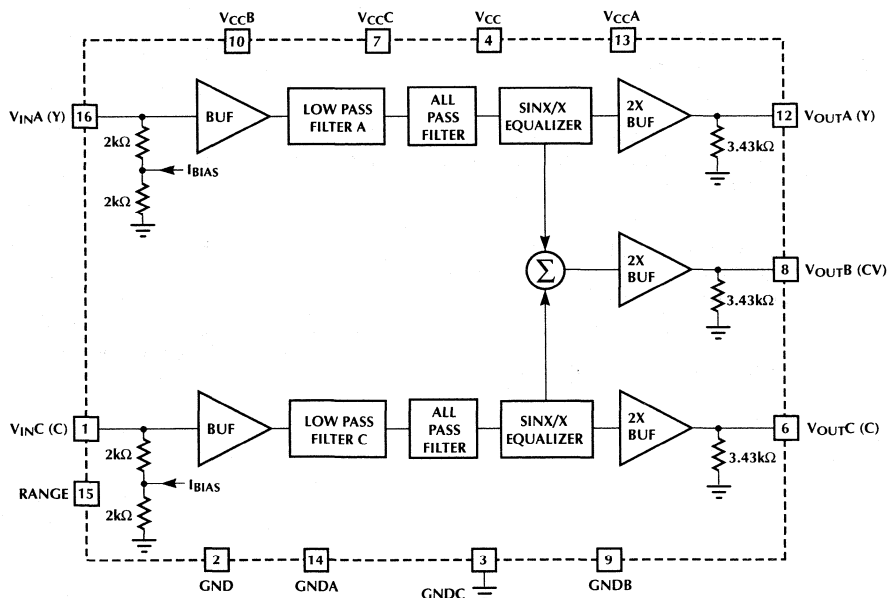 VCCB
10
VCCC
7
VCC
4
VCCA
13
VINA (Y)
16
BUF
LOW PASS
FILTER A
ALL
PASS
FILTER
SINX/X
EQUALIZER
2X
BUF
12
VOUTA (Y)
2kΩ
IBIAS
2kΩ
3.43kΩ
Σ
2X
BUF
8
VOUTB (CV)
3.43kΩ
VINC (C)
1
BUF
LOW PASS
FILTER C
ALL
PASS
FILTER
SINX/X
EQUALIZER
2X
BUF
6
VOUTC (C)
2kΩ
IBIAS
2kΩ
3.43kΩ
RANGE
15
2
GND
14
GNDA
3
GNDC
9
GNDB